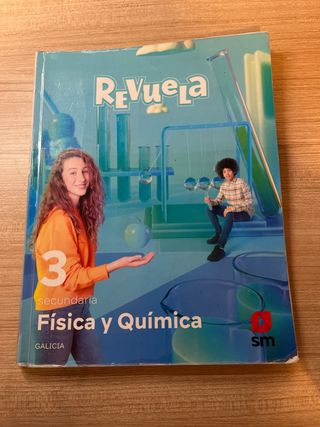 REVUELA
3
secundaria
Física y Química
GALICIA
sm